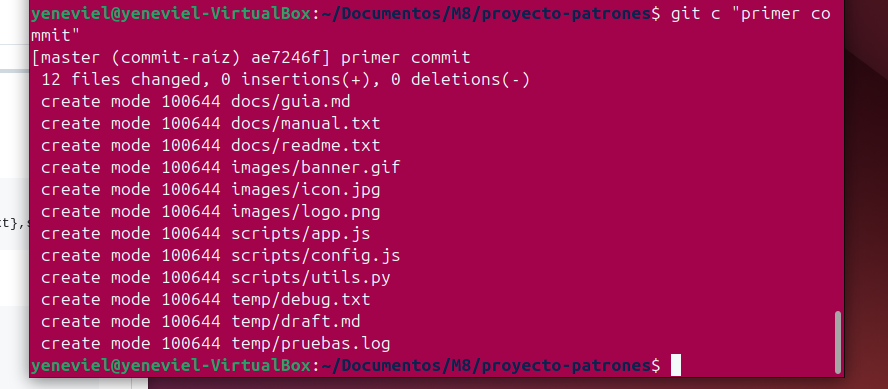 yeneviel@yeneviel-VirtualBox:~/Documentos/M8/proyecto-patrones$ git c "primer co
mmit"
[master (commit-raíz) ae7246f] primer commit
 12 files changed, 0 insertions(+), 0 deletions(-)
 create mode 100644 docs/guia.md
 create mode 100644 docs/manual.txt
 create mode 100644 docs/readme.txt
 create mode 100644 images/banner.gif
 create mode 100644 images/icon.jpg
 create mode 100644 images/logo.png
 create mode 100644 scripts/app.js
 create mode 100644 scripts/config.js
 create mode 100644 scripts/utils.py
 create mode 100644 temp/debug.txt
 create mode 100644 temp/draft.md
 create mode 100644 temp/pruebas.log
yeneviel@yeneviel-VirtualBox:~/Documentos/M8/proyecto-patrones$